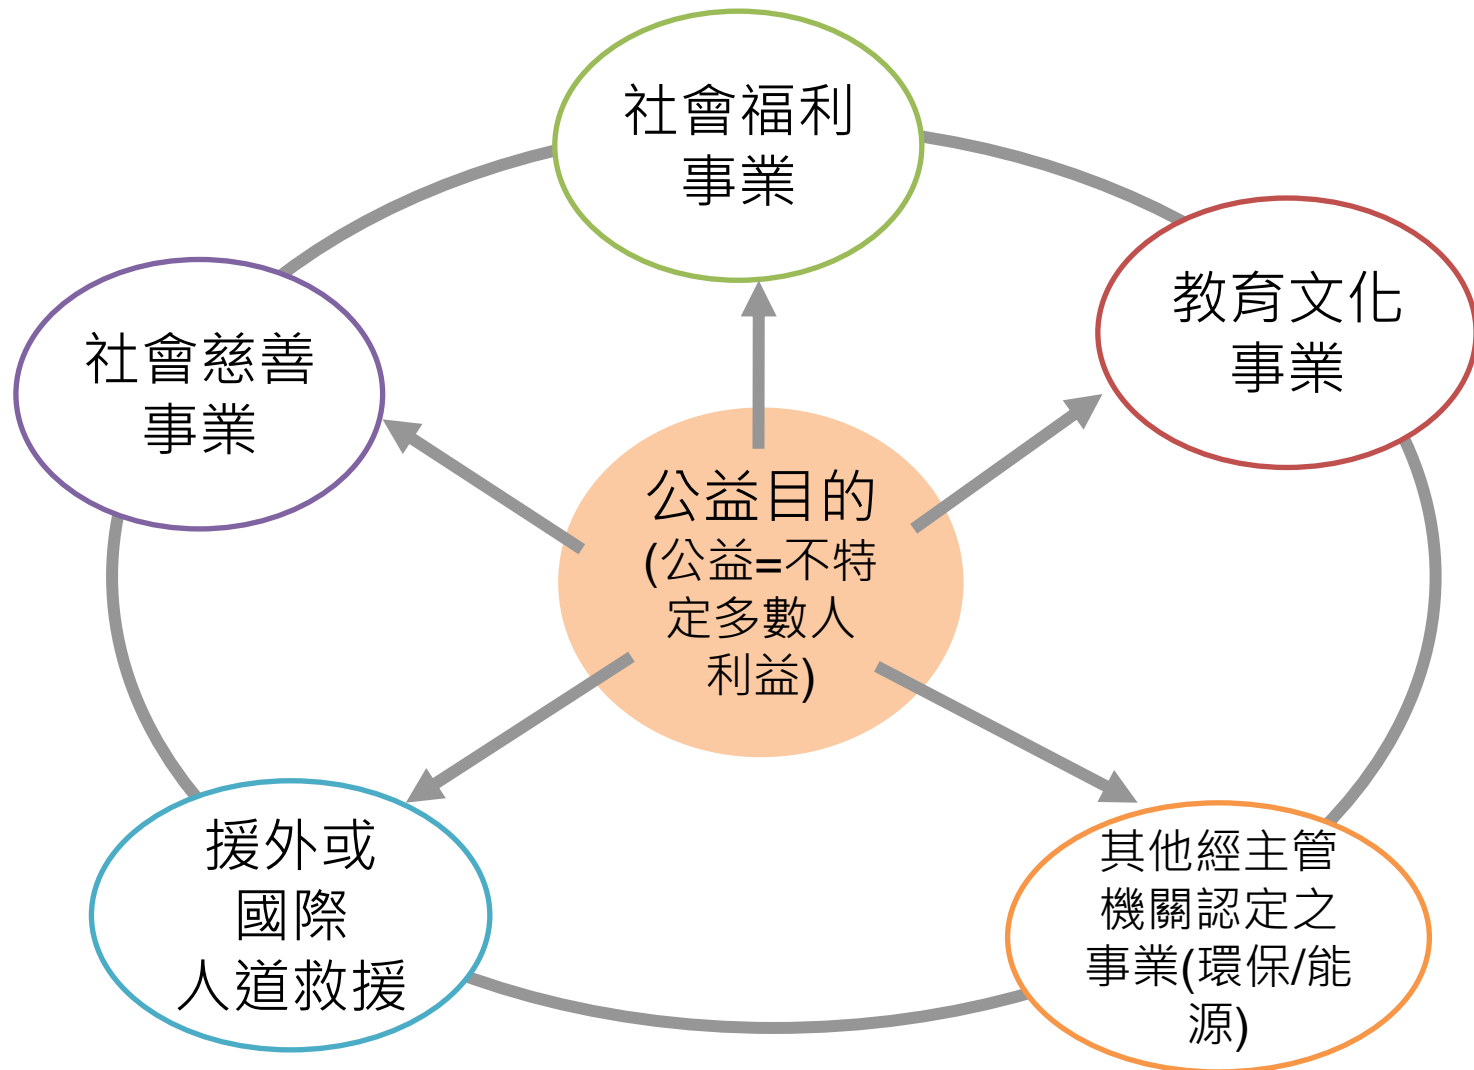 社會福利
事業
教育文化
事業
社會慈善
事業
公益目的
(公益=不特
定多數人
利益)
援外或
國際
人道救援
其他經主管
機關認定之
事業(環保/能
源)